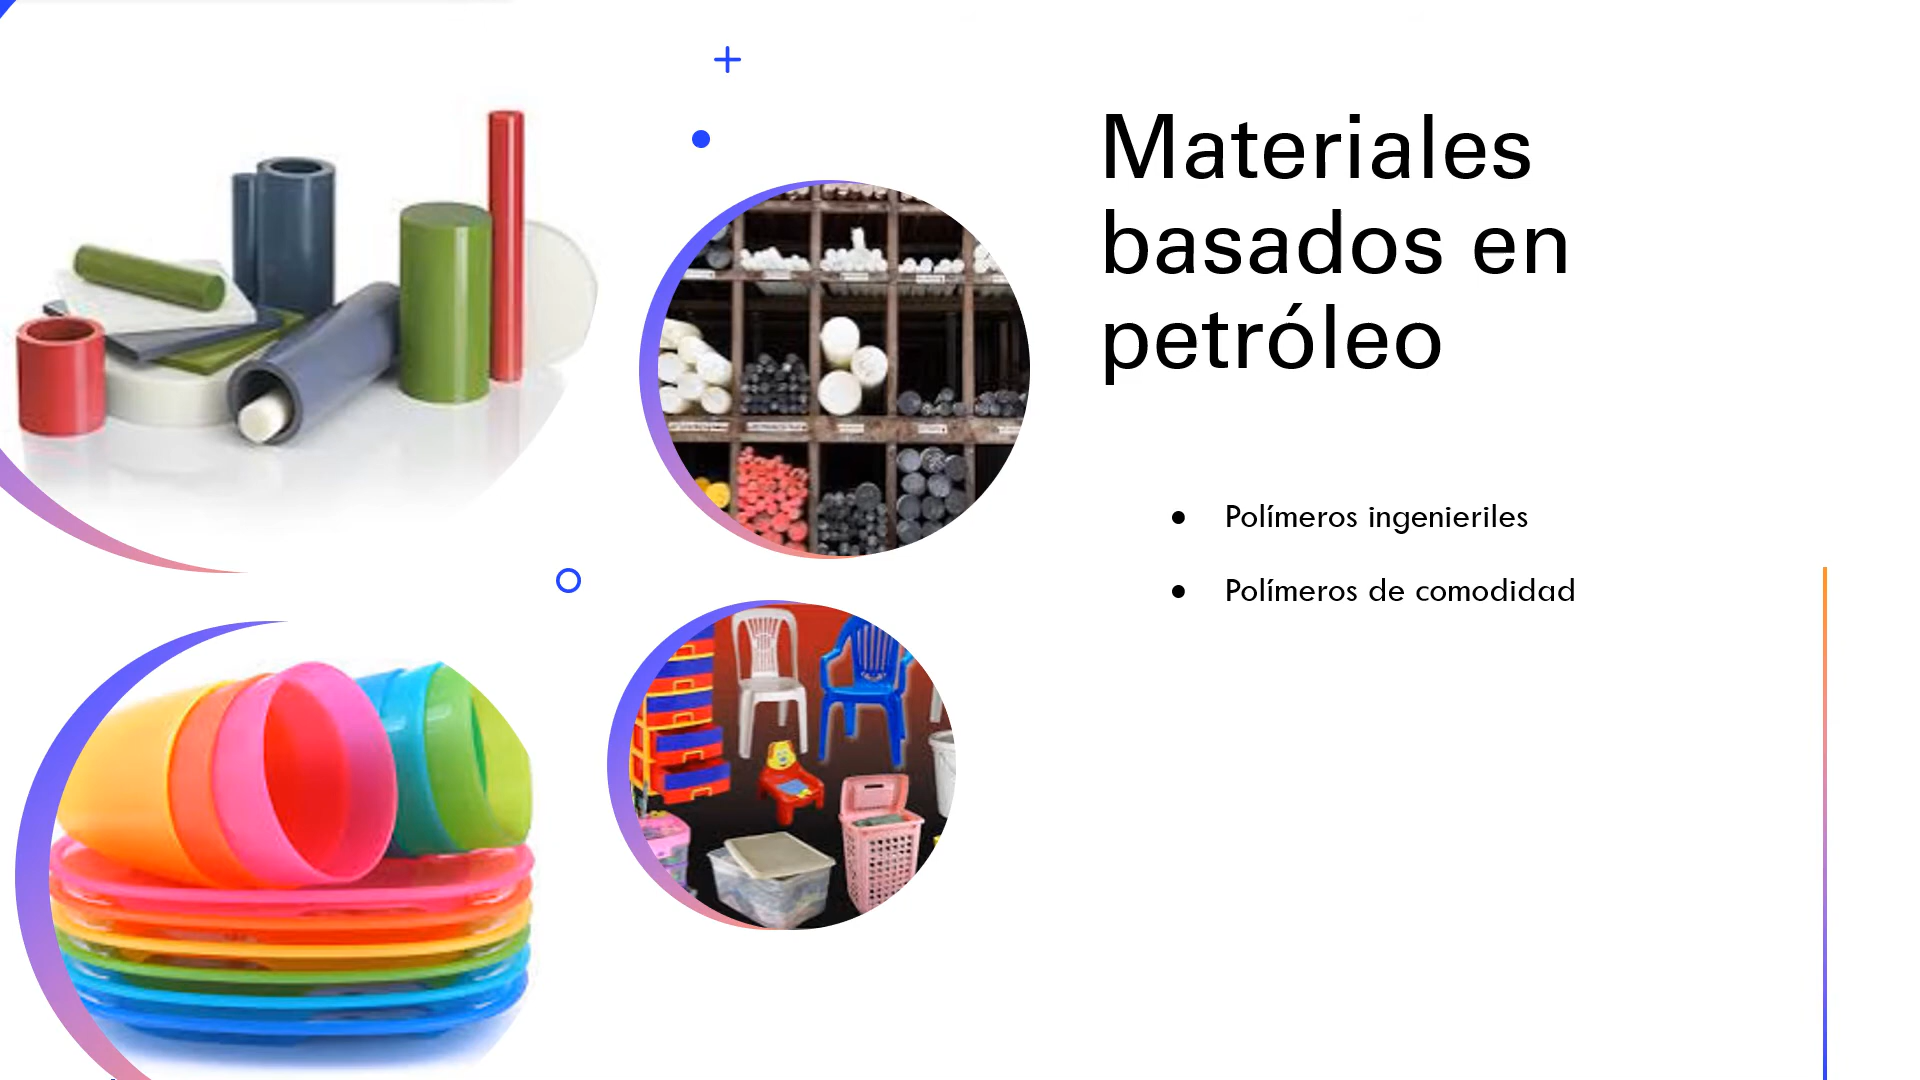 Materiales
basados en
petróleo
• Polímeros ingenieriles
• Polímeros de comodidad